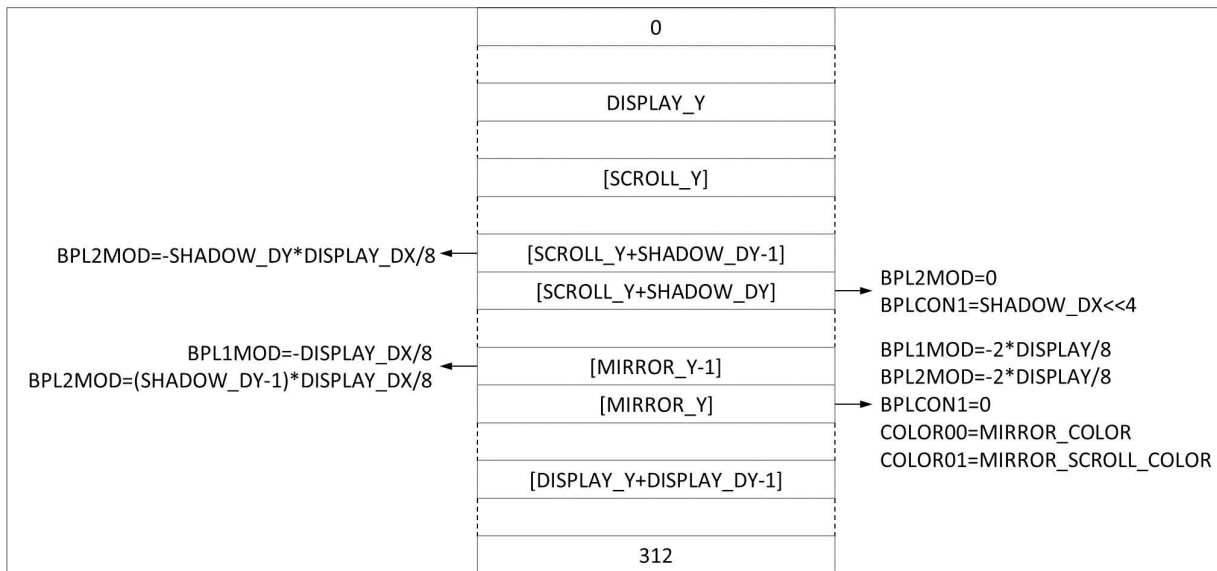 0
DISPLAY_Y
[SCROLL_Y]
BPL2MOD=-SHADOW_DY*DISPLAY_DX/8
[SCROLL_Y+SHADOW_DY-1]
[SCROLL_Y+SHADOW_DY]
BPL2MOD=0
BPLCON1=SHADOW_DX<<4
BPL1MOD=-DISPLAY_DX/8
BPL2MOD=(SHADOW_DY-1)*DISPLAY_DX/8
[MIRROR_Y-1]
[MIRROR_Y]
BPL1MOD=-2*DISPLAY/8
BPL2MOD=-2*DISPLAY/8
BPLCON1=0
COLOR00=MIRROR_COLOR
COLOR01=MIRROR_SCROLL_COLOR
[DISPLAY_Y+DISPLAY_DY-1]
312